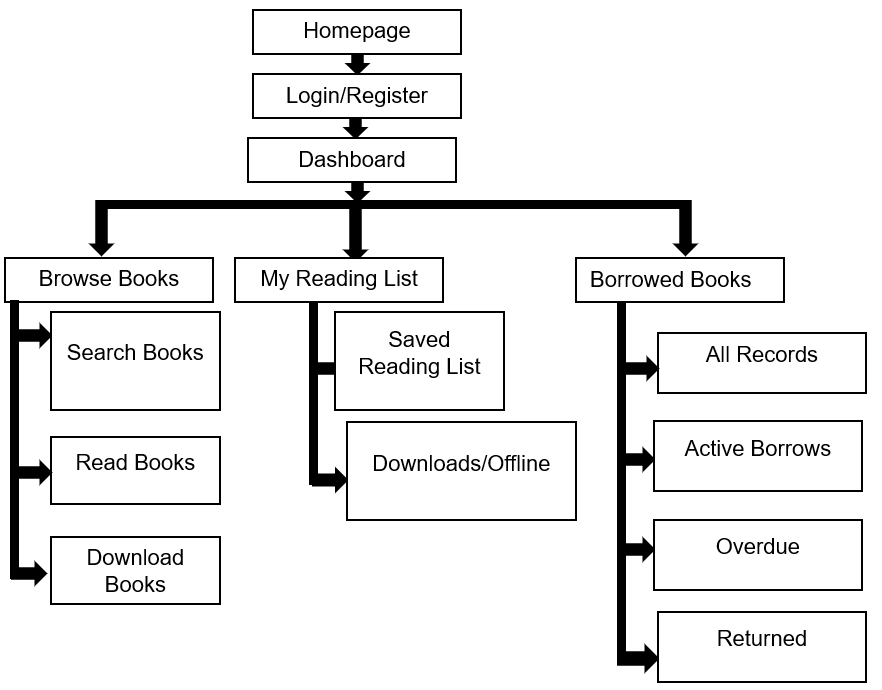 Homepage
Login/Register
Dashboard
Browse Books
My Reading List
Borrowed Books
Search Books
Read Books
Download
Books
Saved
Reading List
Downloads/Offline
All Records
Active Borrows
Overdue
Returned